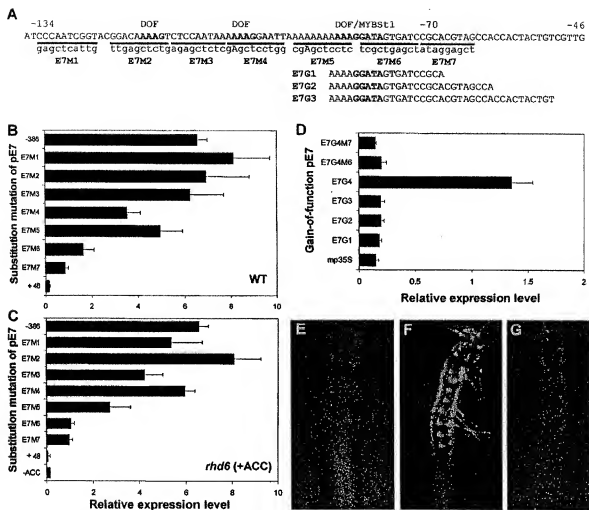 A
-134 DOF DOF DOF/MYBSt1 -70 -46
ATCCCAATCGGTACGGACAAAAGTCTCCAATAAAAAAGGAATTAAAAAAAAAAAAAGGATAGTGATCCGCACGTAGCCACCACTACTGTCGTTG
gagctcattg ttgagctctgagagctctcGAgctcctgg cgAgctcctc tcgctgagctataggagct
E7M1 E7M2 E7M3 E7M4 E7M5 E7M6 E7M7
E7G1 AAAAGGATAGTGATCCGCA
E7G2 AAAAGGATAGTGATCCGCACGTAGCCA
E7G3 AAAAGGATAGTGATCCGCACGTAGCCACCACTACTGT
B
Substitution mutation of pE7
-386
E7M1
E7M2
E7M3
E7M4
E7M5
E7M6
E7M7
+ 48
WT
0 2 4 6 8 10
D
Gain-of-function pE7
E7G4M7
E7G4M6
E7G4
E7G3
E7G2
E7G1
mp35S
0 0.5 1 1.5 2
Relative expression level
C
Substitution mutation of pE7
-386
E7M1
E7M2
E7M3
E7M4
E7M5
E7M6
E7M7
+ 48
-ACC
rhd6 (+ACC)
0 2 4 6 8 10
Relative expression level
E F G